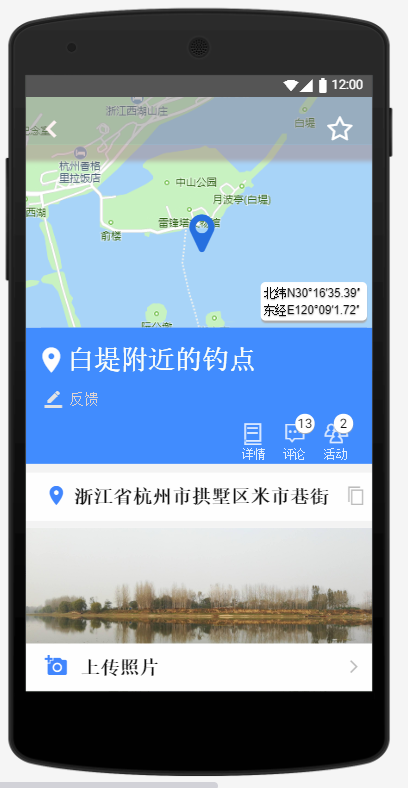 12:00
浙江西湖山庄
白堤
杭州香格
里拉饭店
中山公园
月波亭(白堤)
西湖
雷锋塔
俞楼
北纬N30°16'35.39"
东经E120°09'1.72"
白堤附近的钓点
反馈
13
2
详情
评论
活动
浙江省杭州市拱墅区米市巷街
上传照片